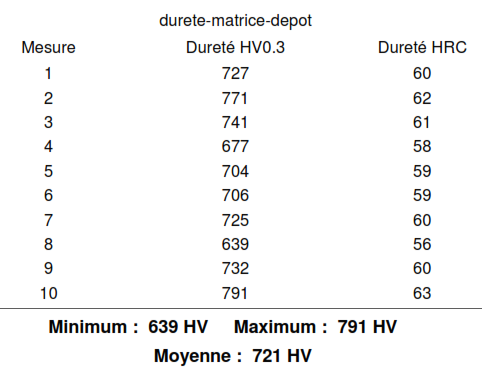 durete-matrice-depot
Mesure Dureté HV0.3 Dureté HRC
1 727 60
2 771 62
3 741 61
4 677 58
5 704 59
6 706 59
7 725 60
8 639 56
9 732 60
10 791 63
Minimum : 639 HV Maximum : 791 HV
Moyenne : 721 HV